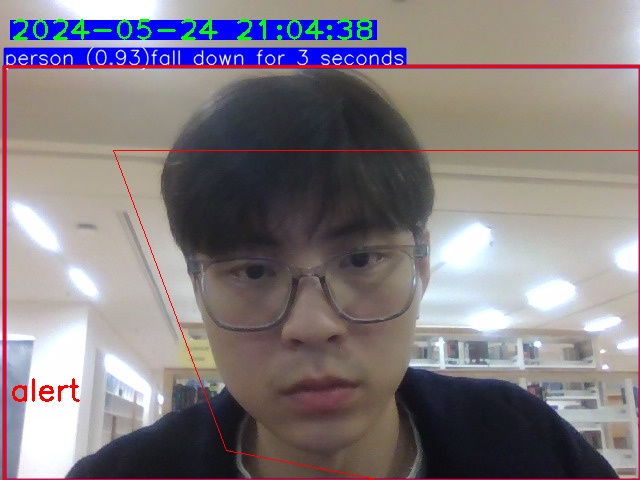 2024-05-24 21:04:38
person (0.93)fall down for 3 seconds
alert